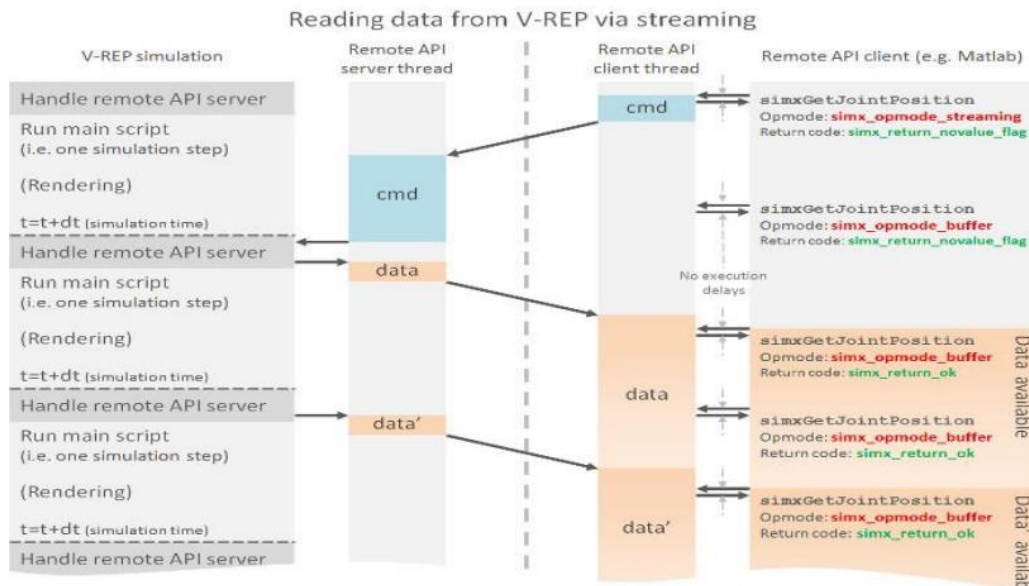 Reading data from V-REP via streaming
V-REP simulation
Handle remote API server
Run main script
(i.e. one simulation step)
(Rendering)
t=t+dt (simulation time)
Handle remote API server
Run main script
(i.e. one simulation step)
(Rendering)
t=t+dt (simulation time)
Handle remote API server
Run main script
(i.e. one simulation step)
(Rendering)
t=t+dt (simulation time)
Handle remote API server
Remote API
server thread
cmd
data
data'
Remote API
client thread
cmd
data
data'
No execution
delays
Remote API client (e.g. Matlab)
simxGetJointPosition
Opmode: simx_opmode_streaming
Return code: simx_return_novalue_flag
simxGetJointPosition
Opmode: simx_opmode_buffer
Return code: simx_return_novalue_flag
simxGetJointPosition
Opmode: simx_opmode_buffer
Return code: simx_return_ok
simxGetJointPosition
Opmode: simx_opmode_buffer
Return code: simx_return_ok
simxGetJointPosition
Opmode: simx_opmode_buffer
Return code: simx_return_ok
Data available
Data'